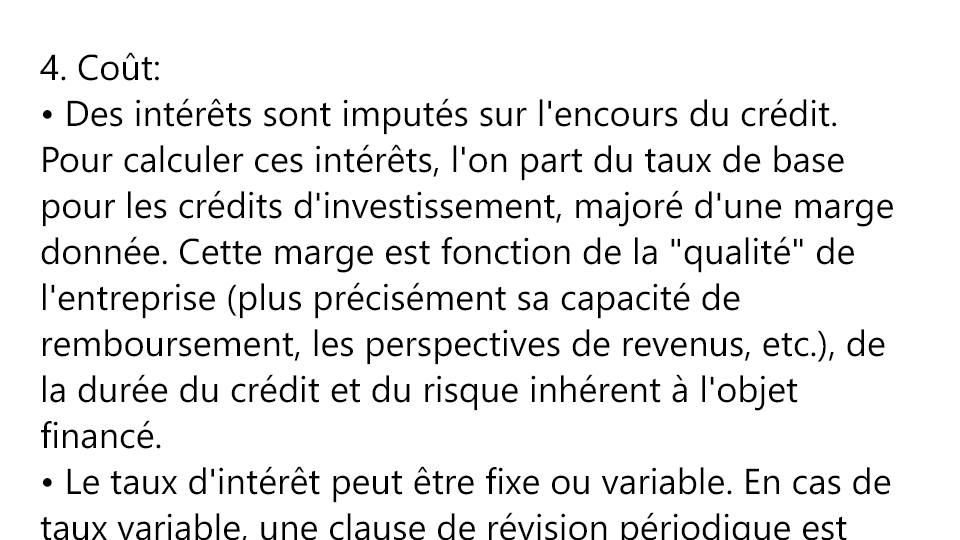 4. Coût:
• Des intérêts sont imputés sur l'encours du crédit.
Pour calculer ces intérêts, l'on part du taux de base
pour les crédits d'investissement, majoré d'une marge
donnée. Cette marge est fonction de la "qualité" de
l'entreprise (plus précisément sa capacité de
remboursement, les perspectives de revenus, etc.), de
la durée du crédit et du risque inhérent à l'objet
financé.
• Le taux d'intérêt peut être fixe ou variable. En cas de
taux variable, une clause de révision périodique est